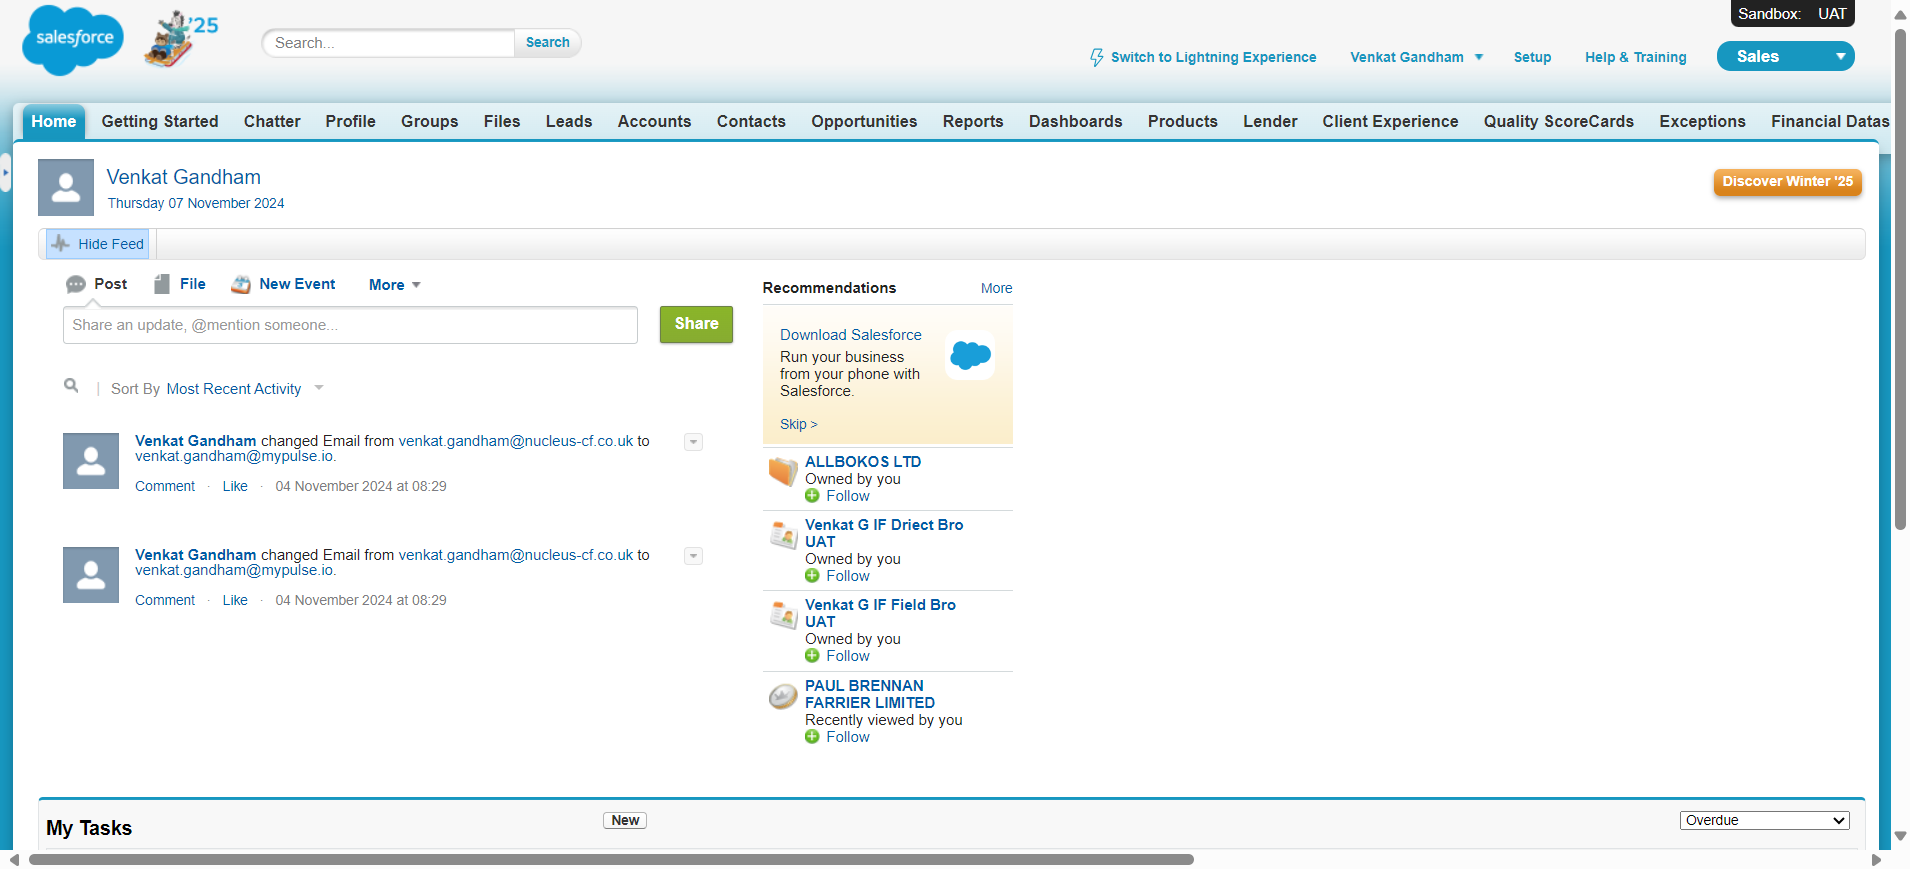 Sandbox: UAT
salesforce
'25
Search...
Search
Switch to Lightning Experience
Venkat Gandham
Setup
Help & Training
Sales
Home
Getting Started
Chatter
Profile
Groups
Files
Leads
Accounts
Contacts
Opportunities
Reports
Dashboards
Products
Lender
Client Experience
Quality ScoreCards
Exceptions
Financial Datas
Venkat Gandham
Thursday 07 November 2024
Discover Winter '25
Hide Feed
Post
File
New Event
More
Share an update, @mention someone...
Share
Sort By Most Recent Activity
Venkat Gandham changed Email from venkat.gandham@nucleus-cf.co.uk to
venkat.gandham@mypulse.io.
Comment · Like · 04 November 2024 at 08:29
Venkat Gandham changed Email from venkat.gandham@nucleus-cf.co.uk to
venkat.gandham@mypulse.io.
Comment · Like · 04 November 2024 at 08:29
Recommendations
More
Download Salesforce
Run your business
from your phone with
Salesforce.
Skip >
ALLBOKOS LTD
Owned by you
Follow
Venkat G IF Driect Bro
UAT
Owned by you
Follow
Venkat G IF Field Bro
UAT
Owned by you
Follow
PAUL BRENNAN
FARRIER LIMITED
Recently viewed by you
Follow
My Tasks
New
Overdue